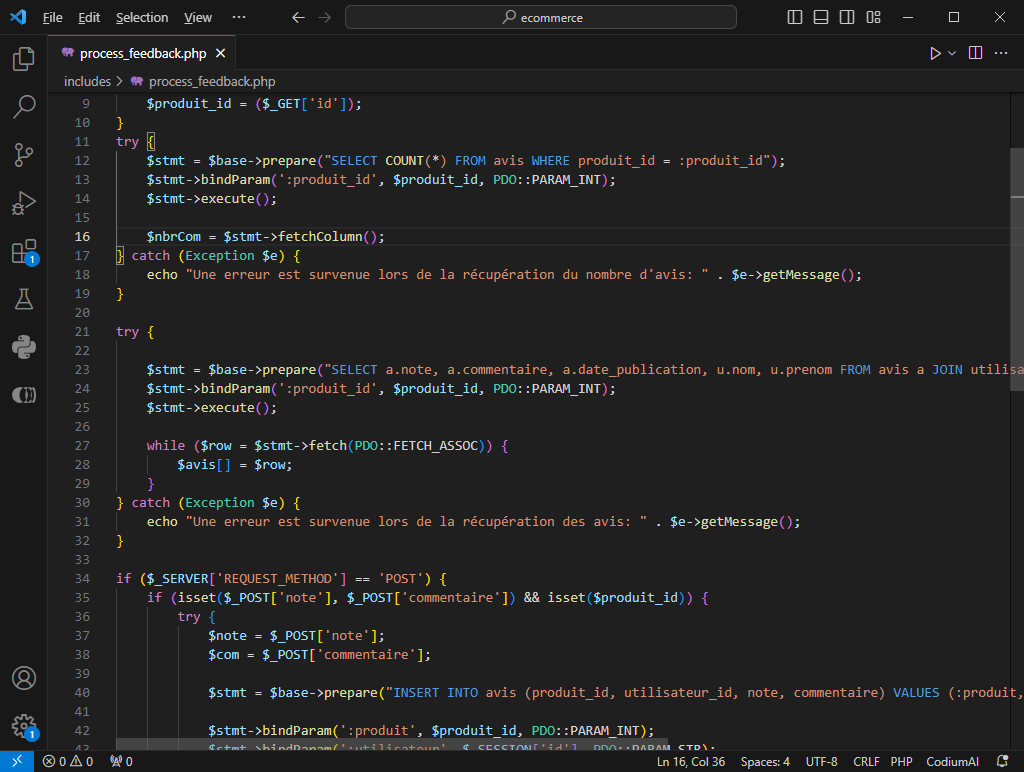 File Edit Selection View ··· ecommerce
process_feedback.php
includes > process_feedback.php
9 $produit_id = ($_GET['id']);
10 }
11 try {
12 $stmt = $base->prepare("SELECT COUNT(*) FROM avis WHERE produit_id = :produit_id");
13 $stmt->bindParam(':produit_id', $produit_id, PDO::PARAM_INT);
14 $stmt->execute();
15
16 $nbrCom = $stmt->fetchColumn();
17 } catch (Exception $e) {
18 echo "Une erreur est survenue lors de la récupération du nombre d'avis: " . $e->getMessage();
19 }
20
21 try {
22
23 $stmt = $base->prepare("SELECT a.note, a.commentaire, a.date_publication, u.nom, u.prenom FROM avis a JOIN utilisa
24 $stmt->bindParam(':produit_id', $produit_id, PDO::PARAM_INT);
25 $stmt->execute();
26
27 while ($row = $stmt->fetch(PDO::FETCH_ASSOC)) {
28 $avis[] = $row;
29 }
30 } catch (Exception $e) {
31 echo "Une erreur est survenue lors de la récupération des avis: " . $e->getMessage();
32 }
33
34 if ($_SERVER['REQUEST_METHOD'] == 'POST') {
35 if (isset($_POST['note'], $_POST['commentaire']) && isset($produit_id)) {
36 try {
37 $note = $_POST['note'];
38 $com = $_POST['commentaire'];
39
40 $stmt = $base->prepare("INSERT INTO avis (produit_id, utilisateur_id, note, commentaire) VALUES (:produit,
41
42 $stmt->bindParam(':produit', $produit_id, PDO::PARAM_INT);
43 $stmt->bindParam(':utilisateur', $_SESSION['id'], PDO::PARAM_STR);
1
1
0 0 0 Ln 16, Col 36 Spaces: 4 UTF-8 CRLF PHP CodiumAI